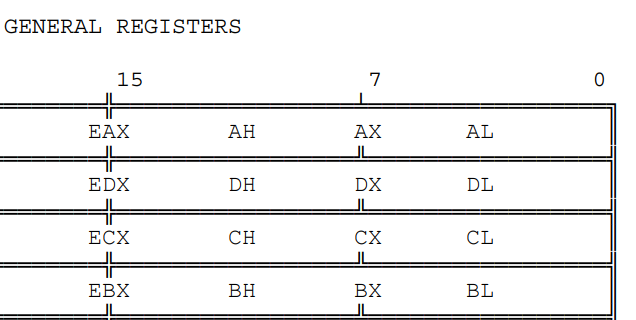 GENERAL REGISTERS
15 7 0
EAX AH AX AL
EDX DH DX DL
ECX CH CX CL
EBX BH BX BL